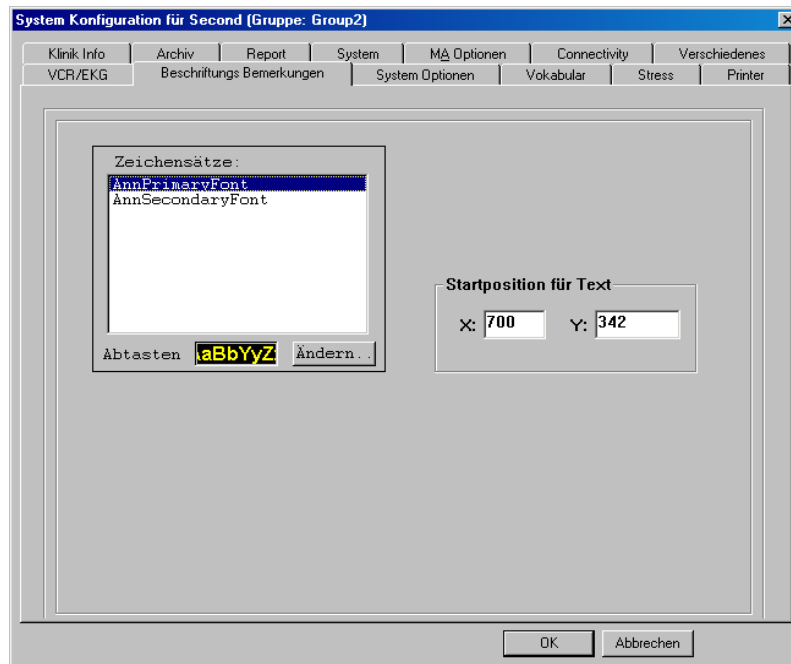 System Konfiguration für Second (Gruppe: Group2)
Klinik Info Archiv Report System MA Optionen Connectivity Verschiedenes
VCR/EKG Beschriftungs Bemerkungen System Optionen Vokabular Stress Printer
Zeichensätze:
AnnPrimaryFont
AnnSecondaryFont
Abtasten aBbYyZ Ändern..
Startposition für Text
X: 700 Y: 342
OK Abbrechen